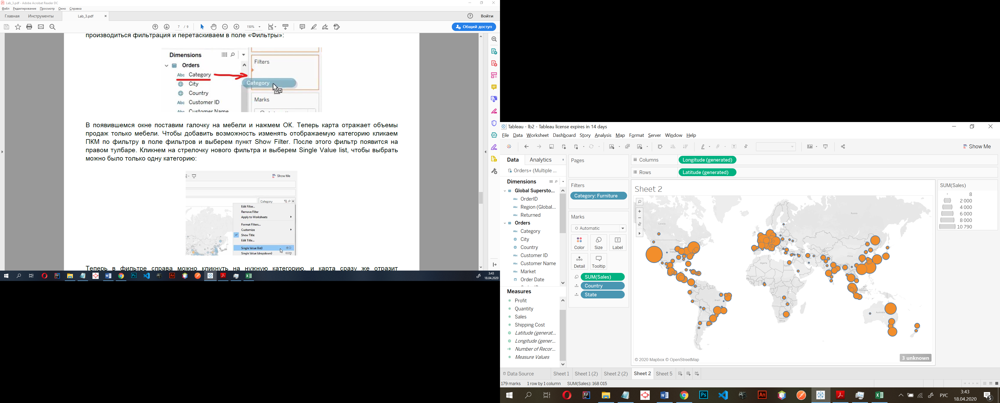 Lab_3.pdf - Adobe Acrobat Reader DC
Файл Редактирование Просмотр Окно Справка
Главная Инструменты Lab_3.pdf × Войти
7 / 9 150% Общий доступ
производиться фильтрация и перетаскиваем в поле «Фильтры»:
Dimensions
Orders
Abc Category
City
Country
Abc Customer ID
Abc Customer Name
Filters
Category
Marks
В появившемся окне поставим галочку на мебели и нажмем ОК. Теперь карта отражает объемы
продаж только мебели. Чтобы добавить возможность изменять отображаемую категорию кликаем
ПКМ по фильтру в поле фильтров и выберем пункт Show Filter. После этого фильтр появится на
правом тулбаре. Кликнем на стрелочку нового фильтра и выберем Single Value list, чтобы выбрать
можно было только одну категорию:
Show Me
Category
Edit Filter...
Remove Filter
Apply to Worksheets
Format Filters...
Customize
Show Title
Edit Title...
Single Value (list)
Single Value (dropdown)
Теперь в фильтре справа можно кликнуть на нужную категорию, и карта сразу же отразит
3:43
18.04.2020
Tableau - lb2 - Tableau license expires in 14 days
File Data Worksheet Dashboard Story Analysis Map Format Server Window Help
Show Me
Data Analytics
Orders+ (Multiple ...
Dimensions
Global Supersto...
Abc OrderID
Abc Region (Global...
Abc Returned
Orders
Abc Category
City
Country
Abc Customer ID
Abc Customer Name
Abc Market
Order Date
Measures
# Profit
# Quantity
# Sales
# Shipping Cost
Latitude (generat...
Longitude (gener...
# Number of Recor...
# Measure Values
Pages
Filters
Category: Furniture
Marks
Automatic
Color Size Label
Detail Tooltip
SUM(Sales)
Country
State
Columns Longitude (generated)
Rows Latitude (generated)
Sheet 2
Canada
Russia
China
Turkey
Algeria
Egypt
Indonesia
Brazil
South Africa
Australia
© 2020 Mapbox © OpenStreetMap
3 unknown
SUM(Sales)
8
2 000
4 000
6 000
8 000
10 790
Data Source Sheet 1 Sheet 1 (2) Sheet 2 (2) Sheet 2 Sheet 5
179 marks 1 row by 1 column SUM(Sales): 168 015
РУС
3:43
18.04.2020
5